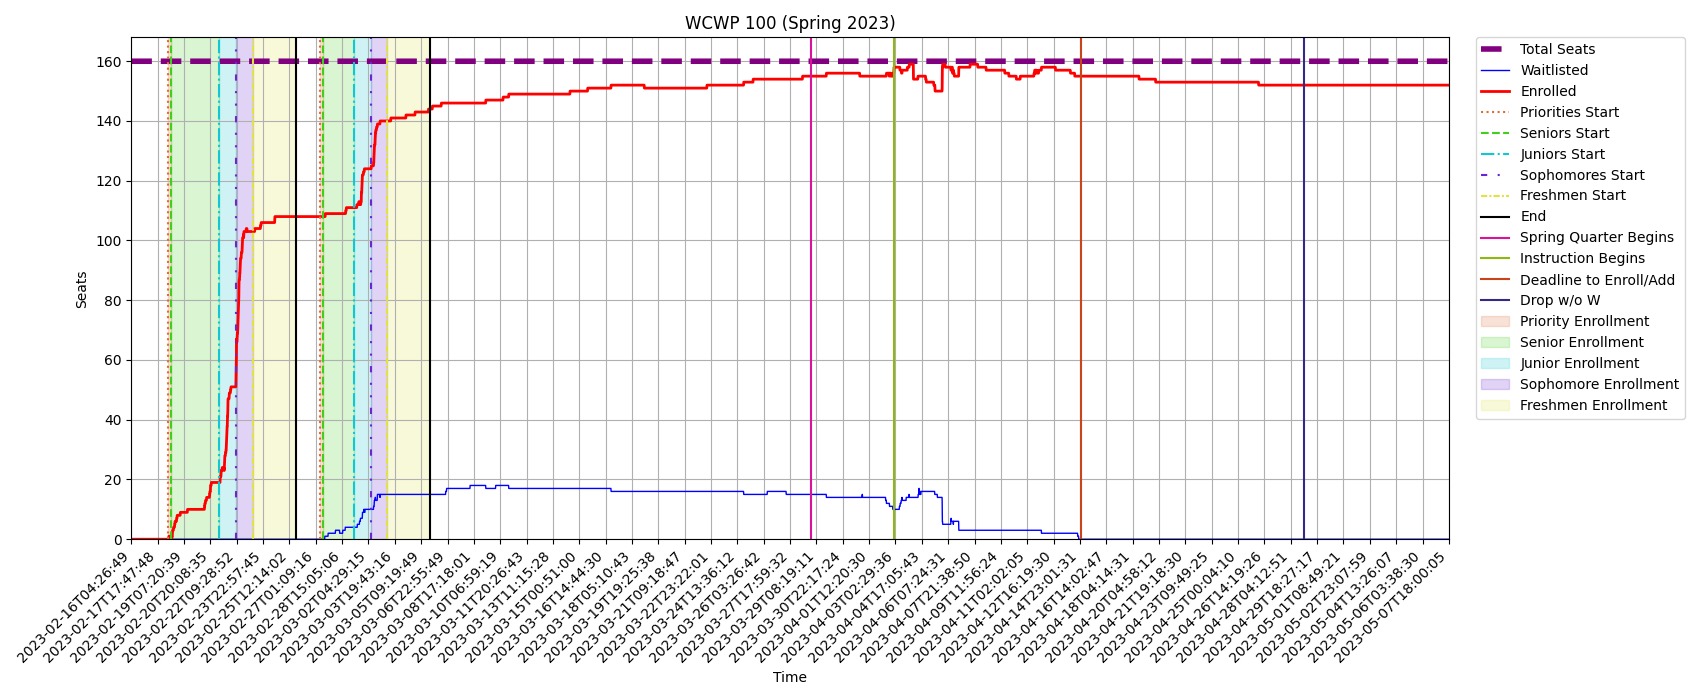 WCWP 100 (Spring 2023)
Seats
160
140
120
100
80
60
40
20
0
2023-02-16T04:26:49
2023-02-17T17:47:48
2023-02-19T07:20:39
2023-02-20T20:08:35
2023-02-22T09:28:52
2023-02-23T22:57:45
2023-02-25T12:14:02
2023-02-27T01:09:16
2023-02-28T15:05:06
2023-03-02T04:29:15
2023-03-03T19:43:16
2023-03-05T09:19:49
2023-03-06T22:55:49
2023-03-08T17:18:01
2023-03-10T06:59:19
2023-03-11T20:26:43
2023-03-13T11:15:28
2023-03-15T00:51:00
2023-03-16T14:44:30
2023-03-18T05:10:43
2023-03-19T19:25:38
2023-03-21T09:18:47
2023-03-22T23:22:01
2023-03-24T13:36:12
2023-03-26T03:26:42
2023-03-27T17:59:32
2023-03-29T08:19:11
2023-03-30T22:17:24
2023-04-01T12:20:30
2023-04-03T02:29:36
2023-04-04T17:05:43
2023-04-06T07:24:31
2023-04-07T21:38:50
2023-04-09T11:56:24
2023-04-11T02:02:05
2023-04-12T16:19:30
2023-04-14T23:01:31
2023-04-16T14:02:47
2023-04-18T04:14:31
2023-04-20T04:58:12
2023-04-21T19:18:30
2023-04-23T09:49:25
2023-04-25T00:04:10
2023-04-26T14:19:26
2023-04-28T04:12:51
2023-04-29T18:27:17
2023-05-01T08:49:21
2023-05-02T23:07:59
2023-05-04T13:26:07
2023-05-06T03:38:30
2023-05-07T18:00:05
Time
Total Seats
Waitlisted
Enrolled
Priorities Start
Seniors Start
Juniors Start
Sophomores Start
Freshmen Start
End
Spring Quarter Begins
Instruction Begins
Deadline to Enroll/Add
Drop w/o W
Priority Enrollment
Senior Enrollment
Junior Enrollment
Sophomore Enrollment
Freshmen Enrollment